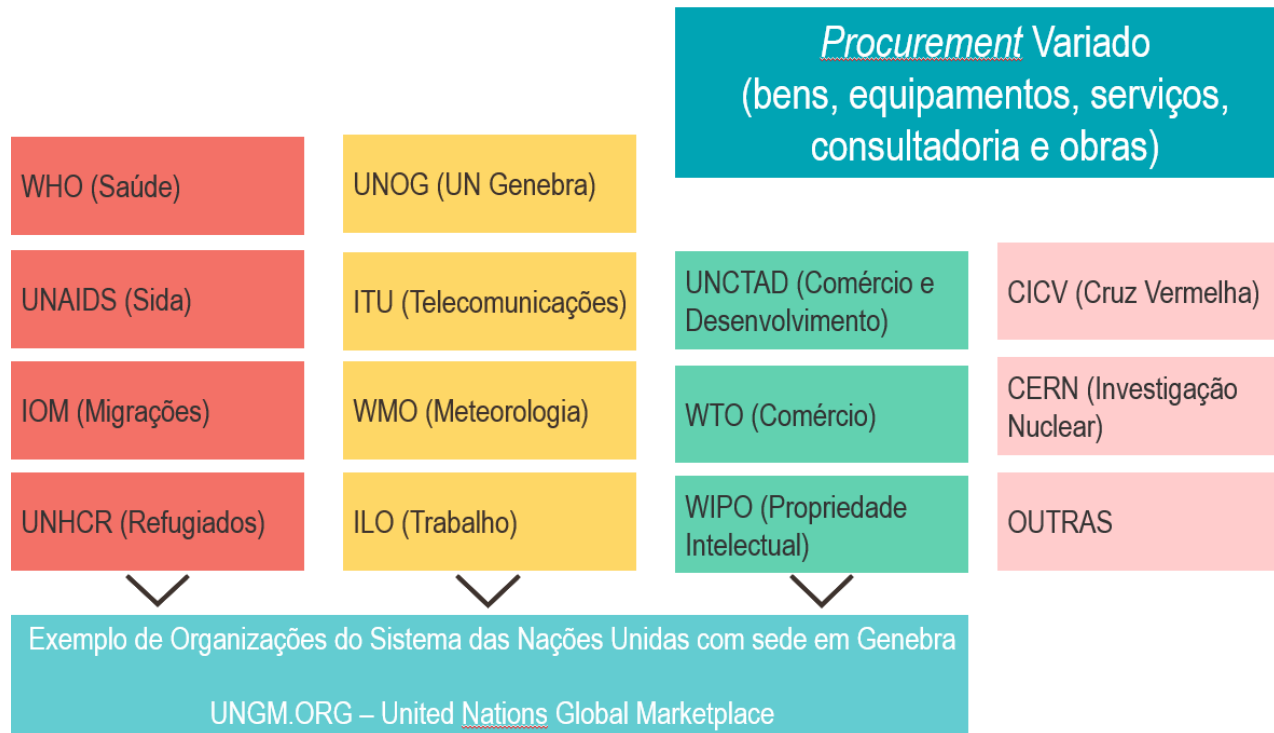 Procurement Variado
(bens, equipamentos, serviços,
consultadoria e obras)
WHO (Saúde)
UNAIDS (Sida)
IOM (Migrações)
UNHCR (Refugiados)
UNOG (UN Genebra)
ITU (Telecomunicações)
WMO (Meteorologia)
ILO (Trabalho)
UNCTAD (Comércio e
Desenvolvimento)
WTO (Comércio)
WIPO (Propriedade
Intelectual)
CICV (Cruz Vermelha)
CERN (Investigação
Nuclear)
OUTRAS
Exemplo de Organizações do Sistema das Nações Unidas com sede em Genebra
UNGM.ORG – United Nations Global Marketplace